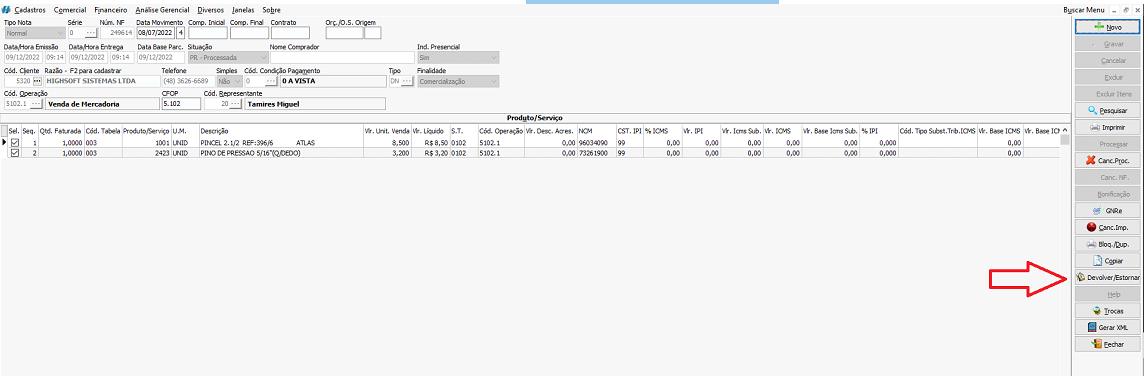 Cadastros Comercial Financeiro Análise Gerencial Diversos Janelas Sobre Buscar Menu
Tipo Nota Série Núm. NF Data Movimento Comp. Inicial Comp. Final Contrato Orç./O.S. Origem
Normal 0 249614 08/07/2022 4
Data/Hora Emissão Data/Hora Entrega Data Base Parc. Situação Nome Comprador Ind. Presencial
09/12/2022 09:14 09/12/2022 09:14 09/12/2022 PR - Processada Sim
Cód. Cliente Razão - F2 para cadastrar Telefone Simples Cód. Condição Pagamento Tipo Finalidade
5320 HIGHSOFT SISTEMAS LTDA (48) 3626-6689 Não 0 0 A VISTA DN Comercialização
Cód. Operação CFOP Cód. Representante
5102.1 Venda de Mercadoria 5.102 20 Tamires Miguel
Produto/Serviço
Sel. Seq. Qtd. Faturada Cód. Tabela Produto/Serviço U.M. Descrição Vlr. Unit. Venda Vlr. Líquido S.T. Cód. Operação Vlr. Desc. Acres. NCM CST. IPI % ICMS Vlr. IPI Vlr. Icms Sub. Vlr. ICMS Vlr. Base Icms Sub. % IPI Cód. Tipo Subst.Trib.ICMS Vlr. Base ICMS Vlr. Base ICM
1 1,0000 003 1001 UNID PINCEL 2.1/2 REF:396/6 ATLAS 8,500 R$ 8,50 0102 5102.1 0,00 96034090 99 0,00 0,00 0,00 0,00 0,00 0,000 0,00
2 1,0000 003 2423 UNID PINO DE PRESSAO 5/16"(Q/DEDO) 3,200 R$ 3,20 0102 5102.1 0,00 73261900 99 0,00 0,00 0,00 0,00 0,00 0,000 0,00
Novo
Gravar
Cancelar
Excluir
Excluir Itens
Pesquisar
Imprimir
Processar
Canc.Proc.
Canc. NF.
Bonificação
GNRe
Canc.Imp.
Bloq./Dup.
Copiar
Devolver/Estornar
Help
Trocas
Gerar XML
Fechar